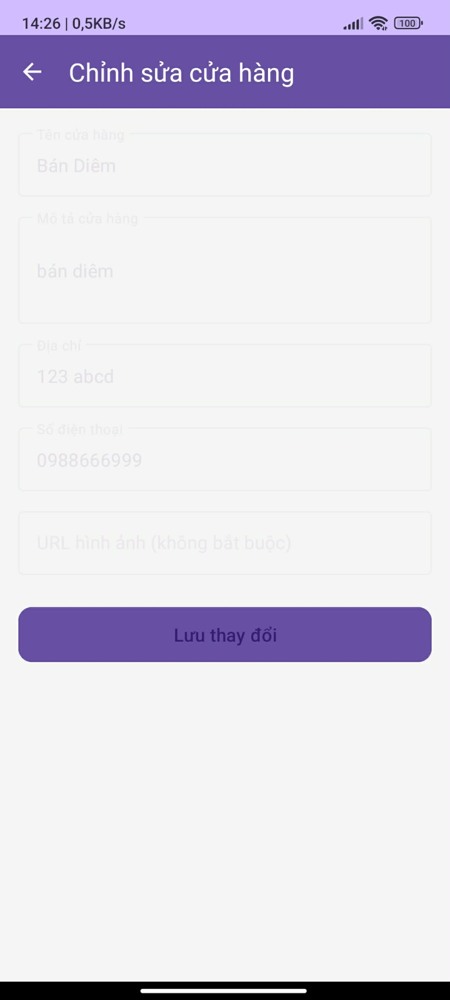 14:26 | 0,5KB/s
100
Chỉnh sửa cửa hàng
Tên cửa hàng
Bán Diêm
Mô tả cửa hàng
bán diêm
Địa chỉ
123 abcd
Số điện thoại
0988666999
URL hình ảnh (không bắt buộc)
Lưu thay đổi